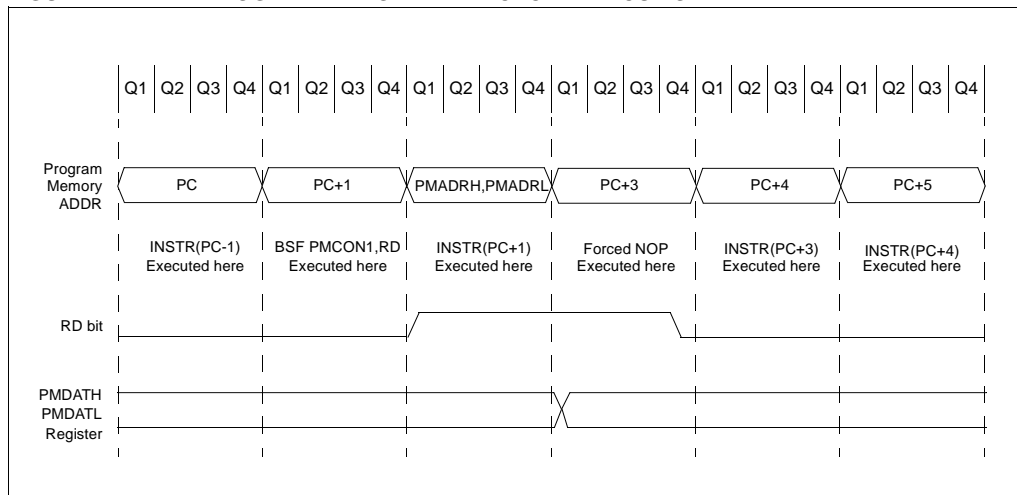 Q1 Q2 Q3 Q4 Q1 Q2 Q3 Q4 Q1 Q2 Q3 Q4 Q1 Q2 Q3 Q4 Q1 Q2 Q3 Q4 Q1 Q2 Q3 Q4
Program
Memory
ADDR
PC PC+1 PMADRH,PMADRL PC+3 PC+4 PC+5
INSTR(PC-1) BSF PMCON1,RD INSTR(PC+1) Forced NOP INSTR(PC+3) INSTR(PC+4)
Executed here Executed here Executed here Executed here Executed here Executed here
RD bit
PMDATH
PMDATL
Register